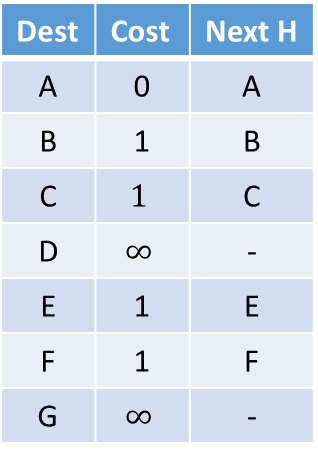 Dest Cost Next H
A 0 A
B 1 B
C 1 C
D ∞ -
E 1 E
F 1 F
G ∞ -